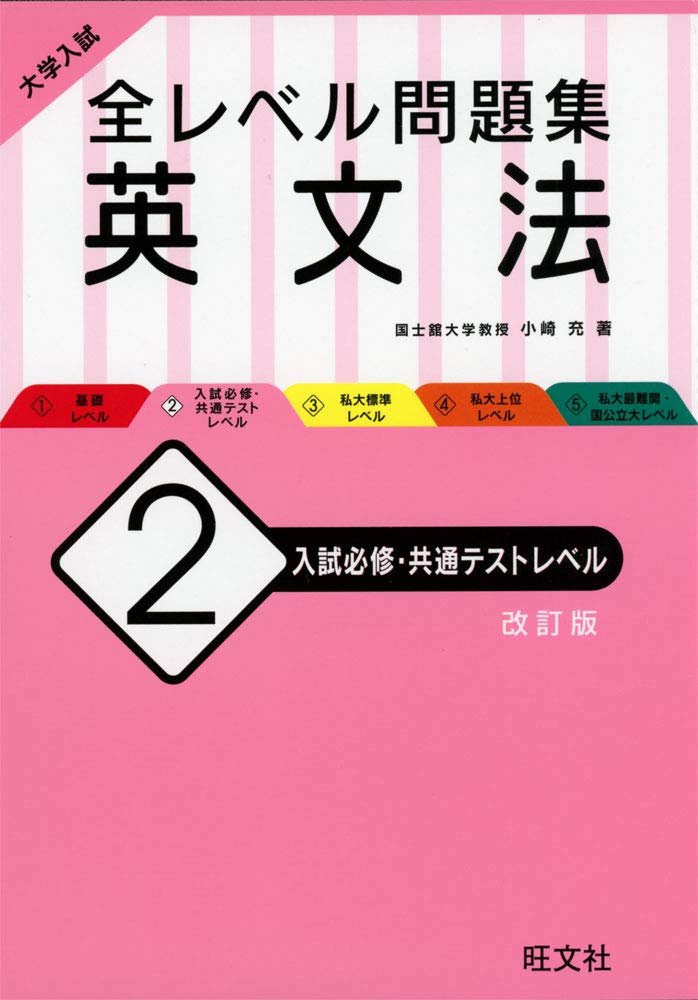 大学入試
全レベル問題集
英文法
国士舘大学教授 小崎 充 著
1
基礎
レベル
2
入試必修・
共通テスト
レベル
3
私大標準
レベル
4
私大上位
レベル
5
私大最難関・
国公立大レベル
2
入試必修・共通テストレベル
改訂版
旺文社